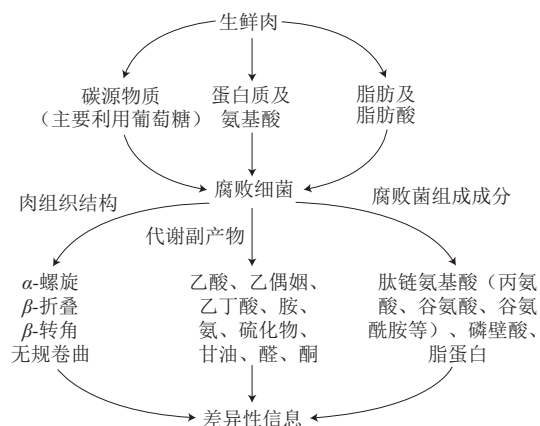 生鲜肉
碳源物质
（主要利用葡萄糖）
蛋白质及
氨基酸
脂肪及
脂肪酸
腐败细菌
肉组织结构
代谢副产物
腐败菌组成成分
α-螺旋
β-折叠
β-转角
无规卷曲
乙酸、乙偶姻、
乙丁酸、胺、
氨、硫化物、
甘油、醛、酮
肽链氨基酸（丙氨
酸、谷氨酸、谷氨
酰胺等）、磷壁酸、
脂蛋白
差异性信息